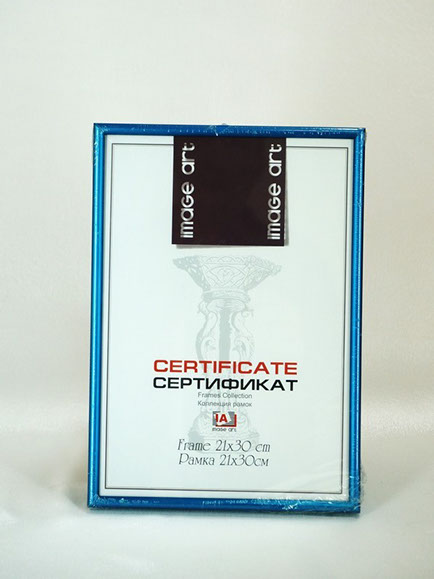 image art
image art
CERTIFICATE
СЕРТИФИКАТ
Frames Collection
Коллекция рамок
IA
image art
Frame 21x30 cm
Рамка 21x30см